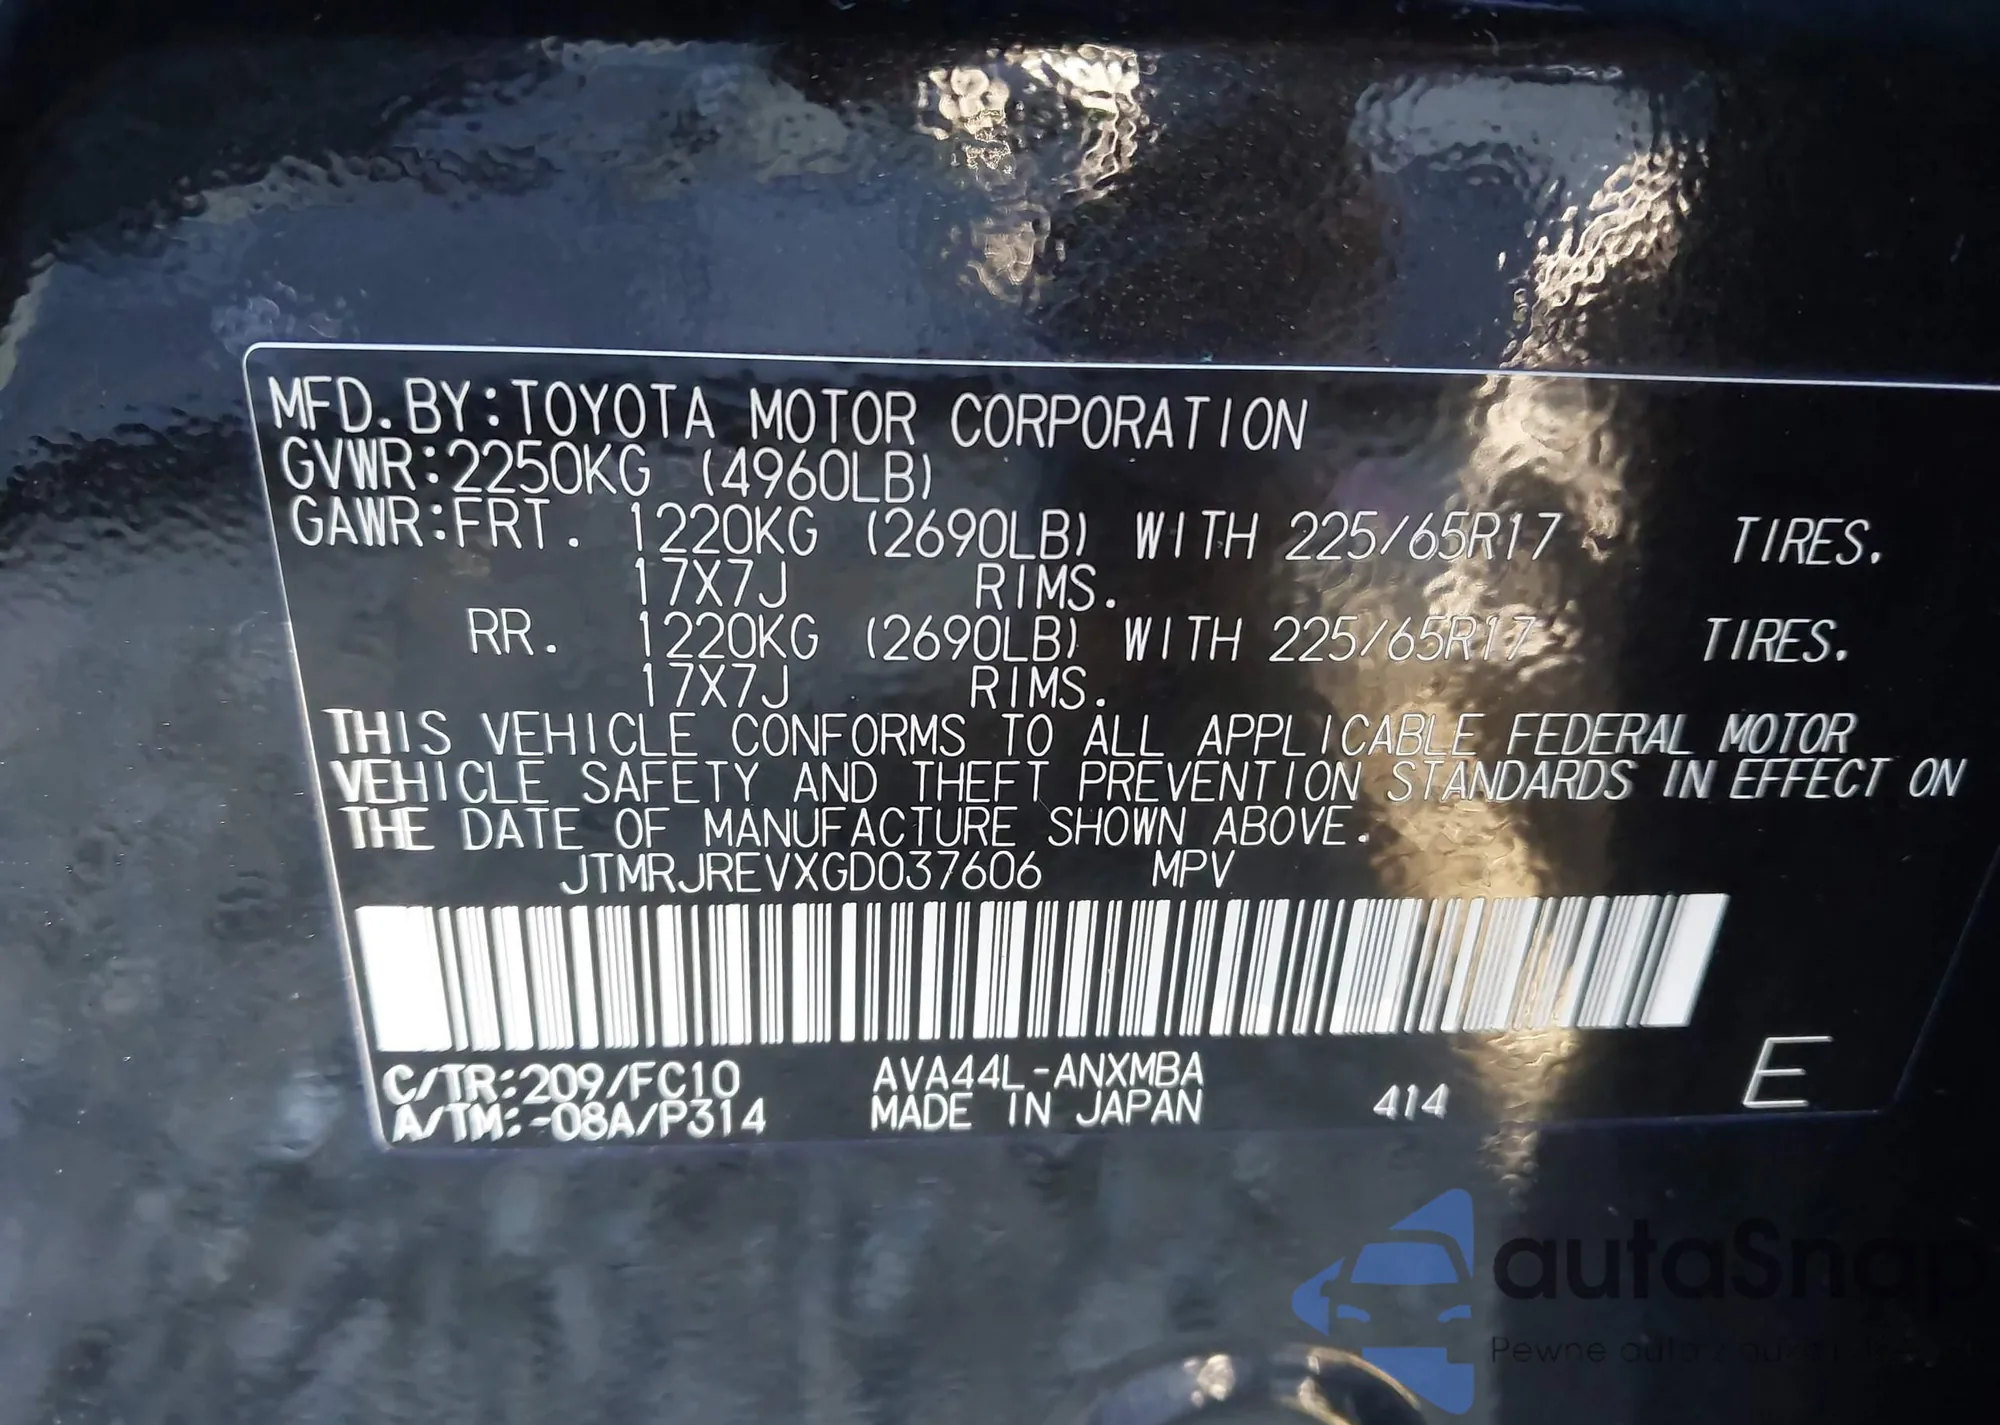 MFD.BY:TOYOTA MOTOR CORPORATION
GVWR:2250KG (4960LB)
GAWR:FRT. 1220KG (2690LB) WITH 225/65R17 TIRES.
17X7J RIMS.
RR. 1220KG (2690LB) WITH 225/65R17 TIRES.
17X7J RIMS.
THIS VEHICLE CONFORMS TO ALL APPLICABLE FEDERAL MOTOR
VEHICLE SAFETY AND THEFT PREVENTION STANDARDS IN EFFECT ON
THE DATE OF MANUFACTURE SHOWN ABOVE.
JTMRJREVXGD037606 MPV
C/TR:209/FC10 AVA44L-ANXMBA
A/TM:-08A/P314 MADE IN JAPAN 414 E
autaSnap
Pewne auta z